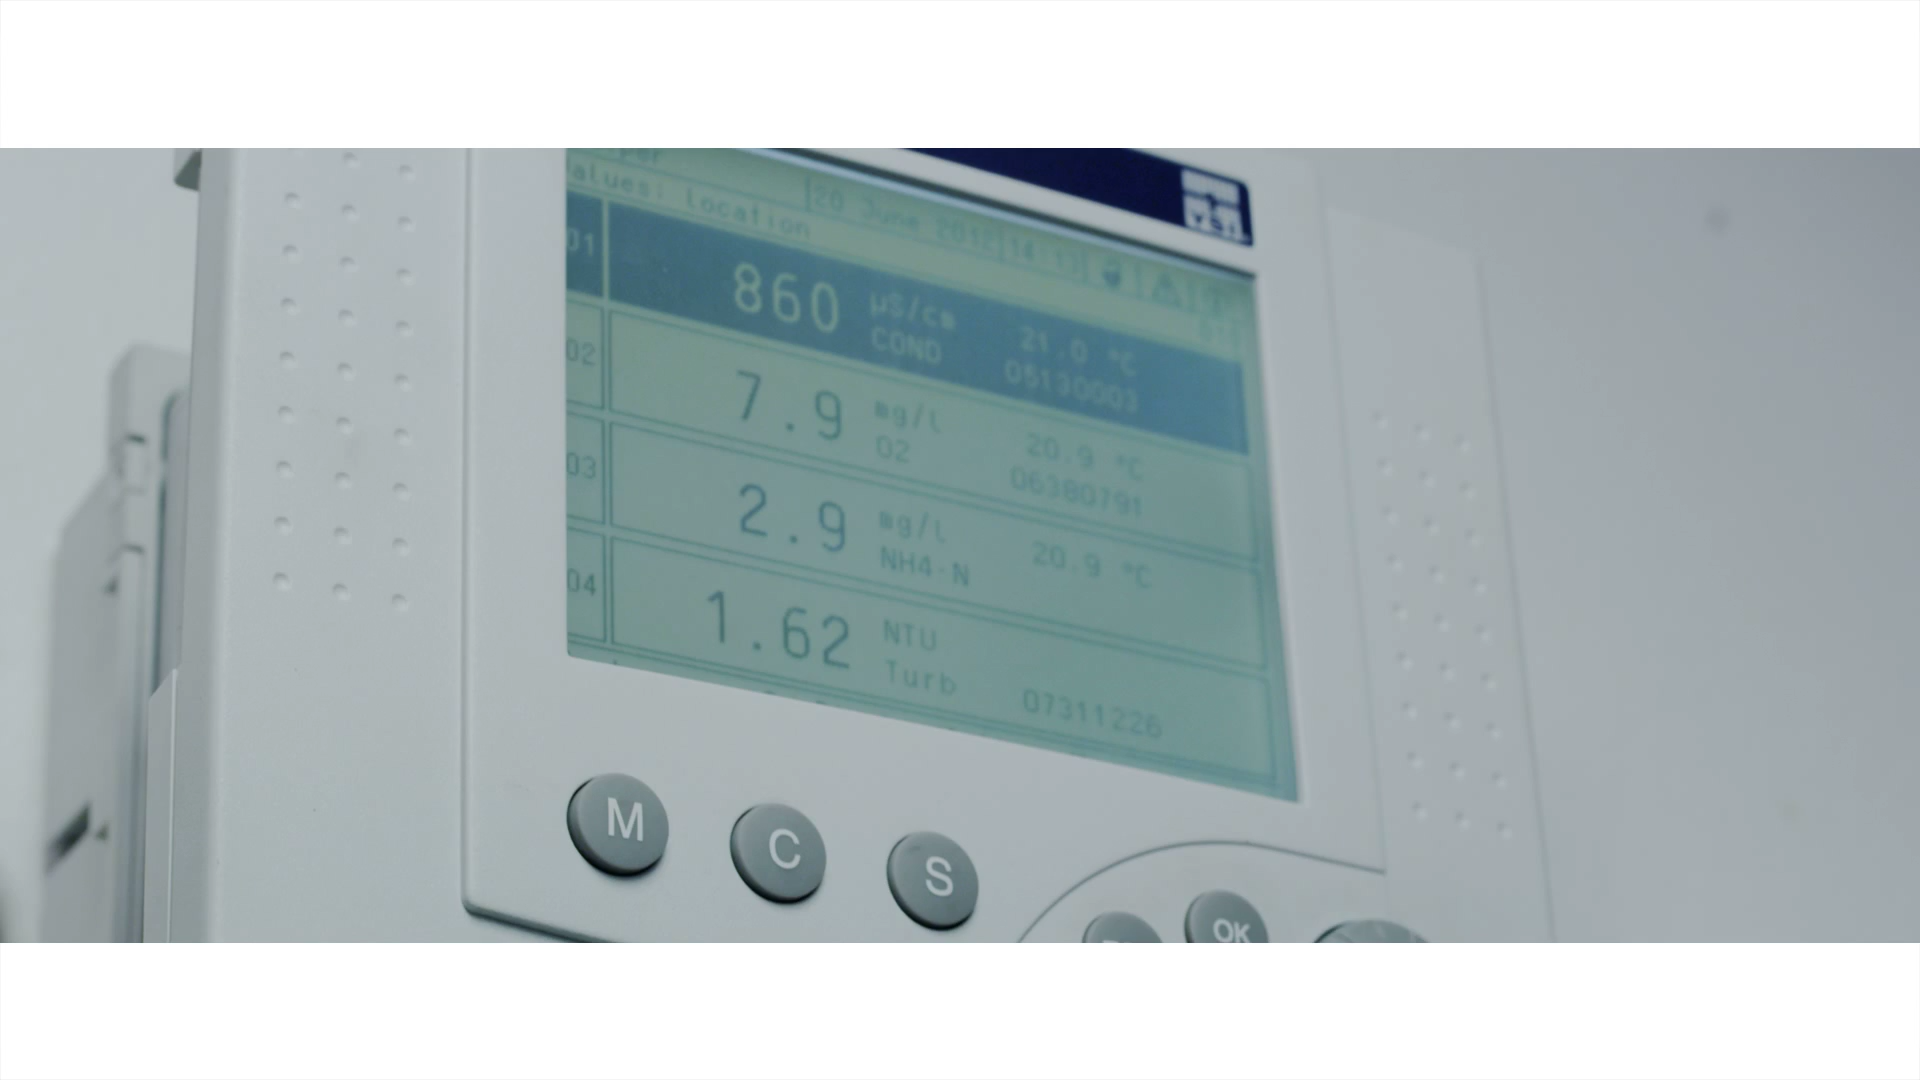 alues: Location
20 June 2012
01
860 µS/cm 21.0 °C
COND 05130003
02
7.9 mg/l 20.9 °C
O2 06380791
03
2.9 mg/l 20.9 °C
NH4-N
04
1.62 NTU
Turb 07311226
M C S
OK
YSI